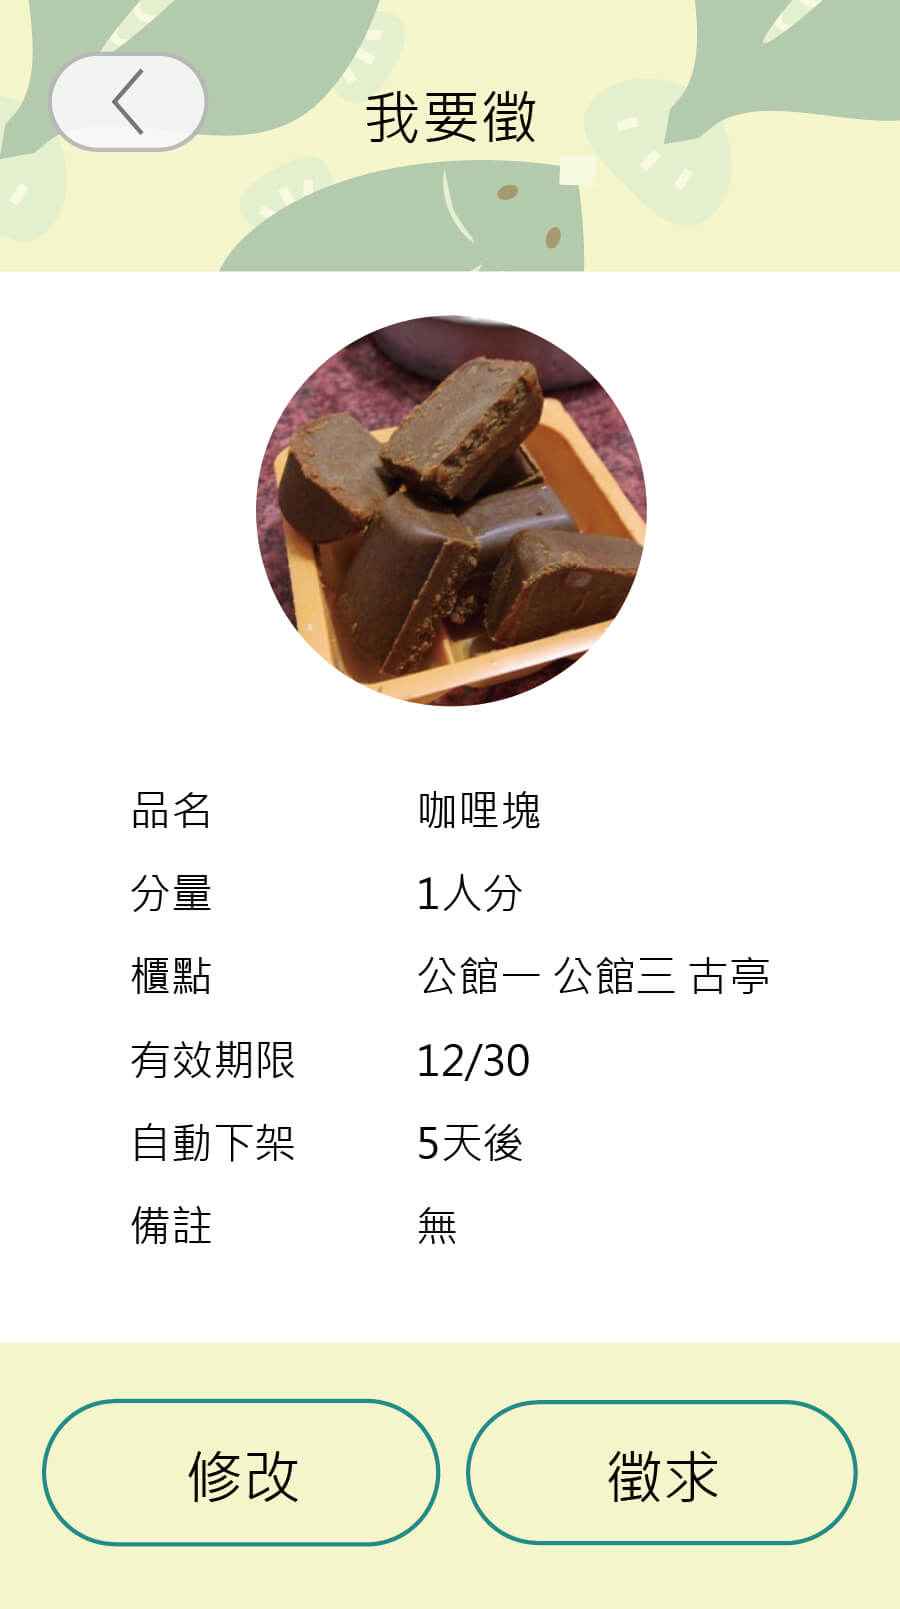 我要徵
品名 咖哩塊
分量 1人分
櫃點 公館一 公館三 古亭
有效期限 12/30
自動下架 5天後
備註 無
修改 徵求